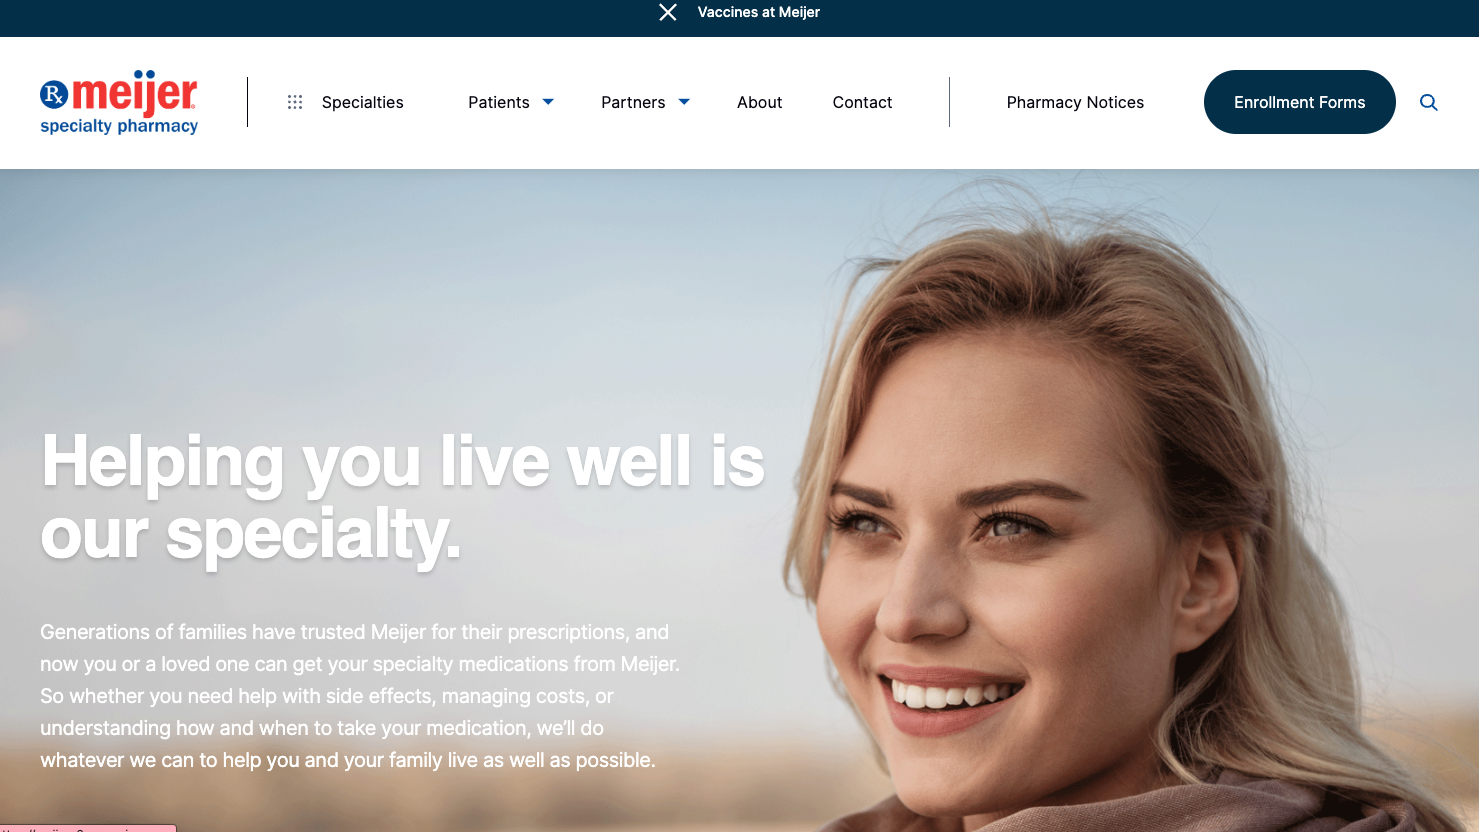 Vaccines at Meijer
Rx meijer
specialty pharmacy
Specialties
Patients
Partners
About
Contact
Pharmacy Notices
Enrollment Forms
Helping you live well is
our specialty.
Generations of families have trusted Meijer for their prescriptions, and
now you or a loved one can get your specialty medications from Meijer.
So whether you need help with side effects, managing costs, or
understanding how and when to take your medication, we'll do
whatever we can to help you and your family live as well as possible.